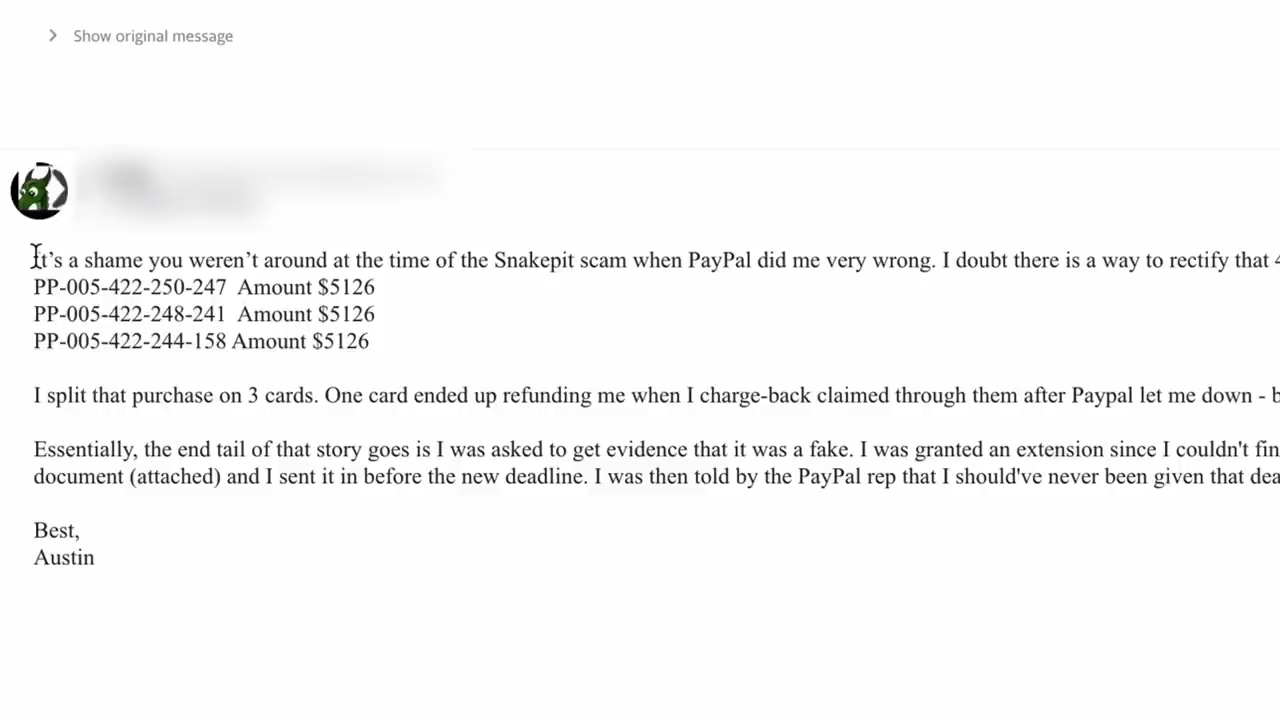 Show original message
It’s a shame you weren’t around at the time of the Snakepit scam when PayPal did me very wrong. I doubt there is a way to rectify that
PP-005-422-250-247 Amount $5126
PP-005-422-248-241 Amount $5126
PP-005-422-244-158 Amount $5126
I split that purchase on 3 cards. One card ended up refunding me when I charge-back claimed through them after Paypal let me down -
Essentially, the end tail of that story goes is I was asked to get evidence that it was a fake. I was granted an extension since I couldn't
document (attached) and I sent it in before the new deadline. I was then told by the PayPal rep that I should've never been given that
Best,
Austin